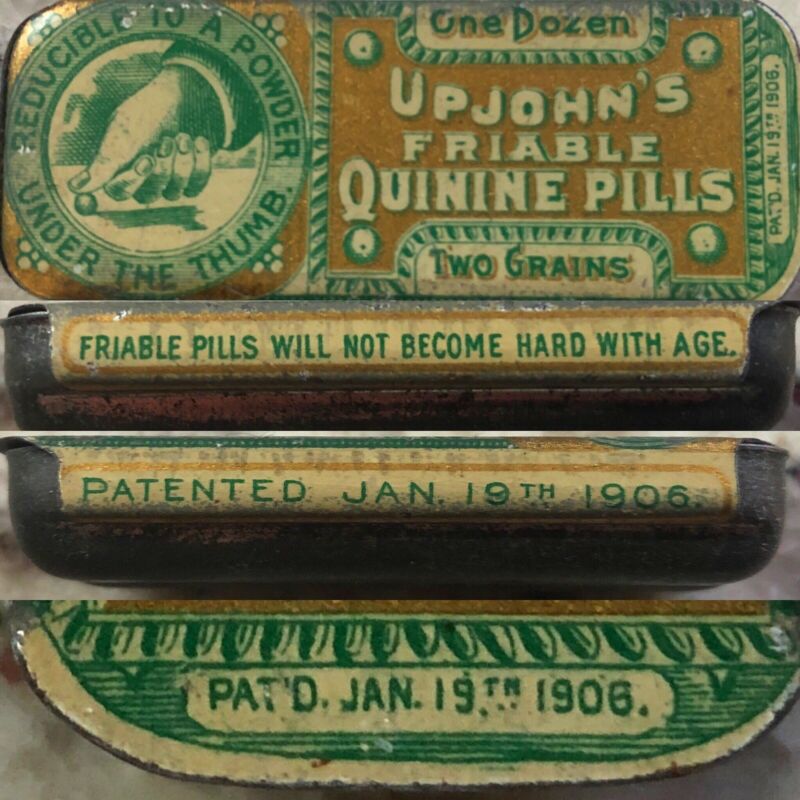 REDUCIBLE TO A POWDER
UNDER THE THUMB.
One Dozen
UPJOHN'S
FRIABLE
QUININE PILLS
TWO GRAINS
PAT'D. JAN. 19TH 1906.
FRIABLE PILLS WILL NOT BECOME HARD WITH AGE.
PATENTED JAN. 19TH 1906.
PAT'D. JAN. 19TH 1906.